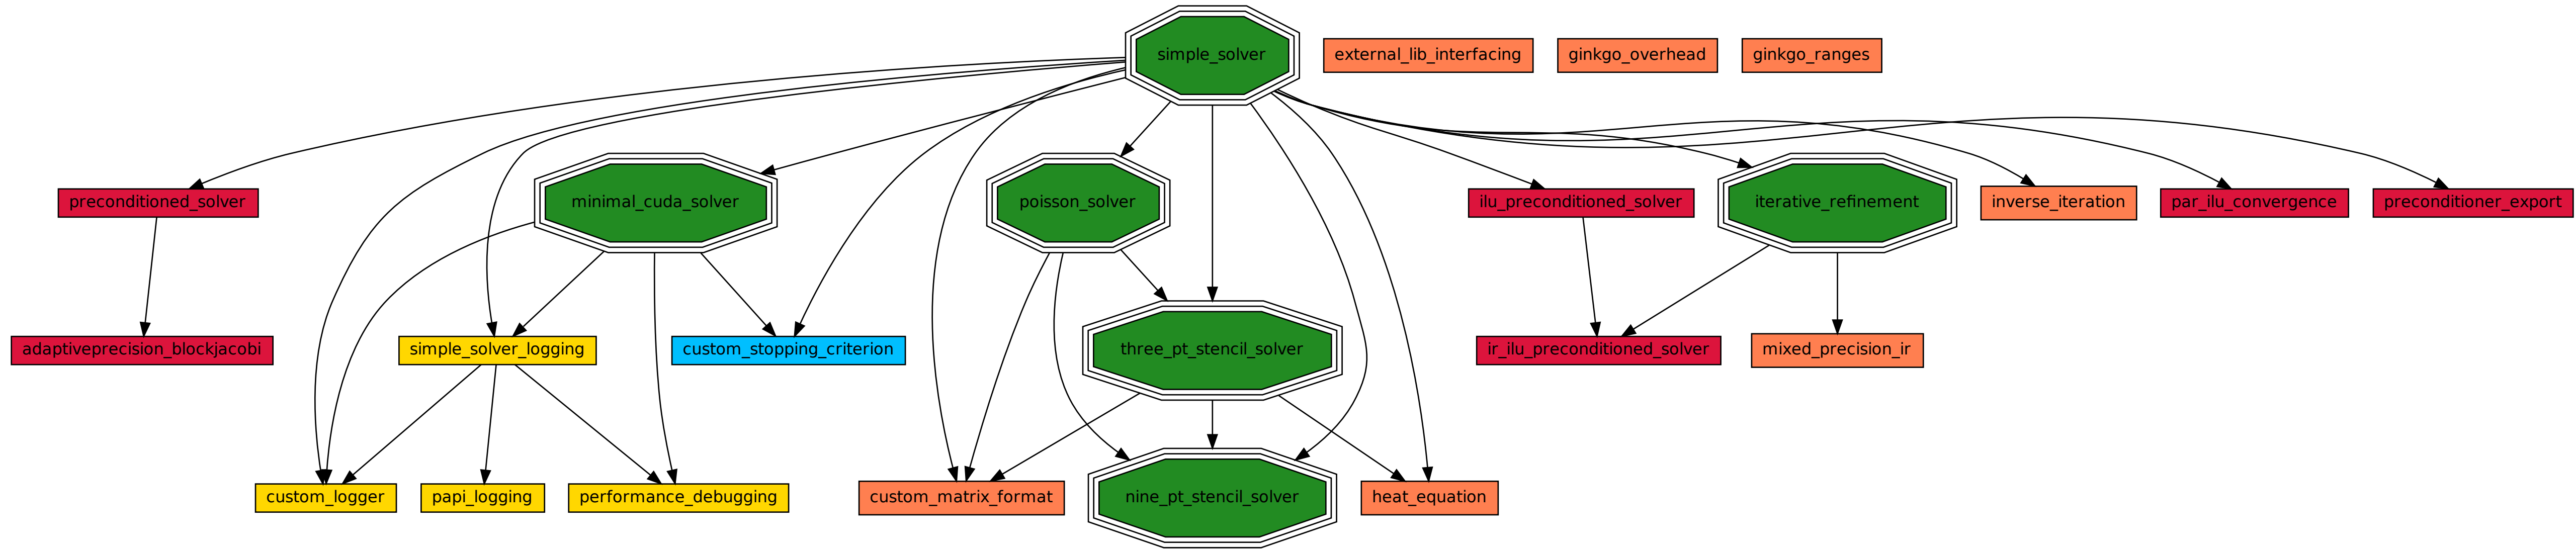 simple_solver
external_lib_interfacing
ginkgo_overhead
ginkgo_ranges
preconditioned_solver
minimal_cuda_solver
poisson_solver
ilu_preconditioned_solver
iterative_refinement
inverse_iteration
par_ilu_convergence
preconditioner_export
adaptiveprecision_blockjacobi
simple_solver_logging
custom_stopping_criterion
three_pt_stencil_solver
ir_ilu_preconditioned_solver
mixed_precision_ir
custom_logger
papi_logging
performance_debugging
custom_matrix_format
nine_pt_stencil_solver
heat_equation